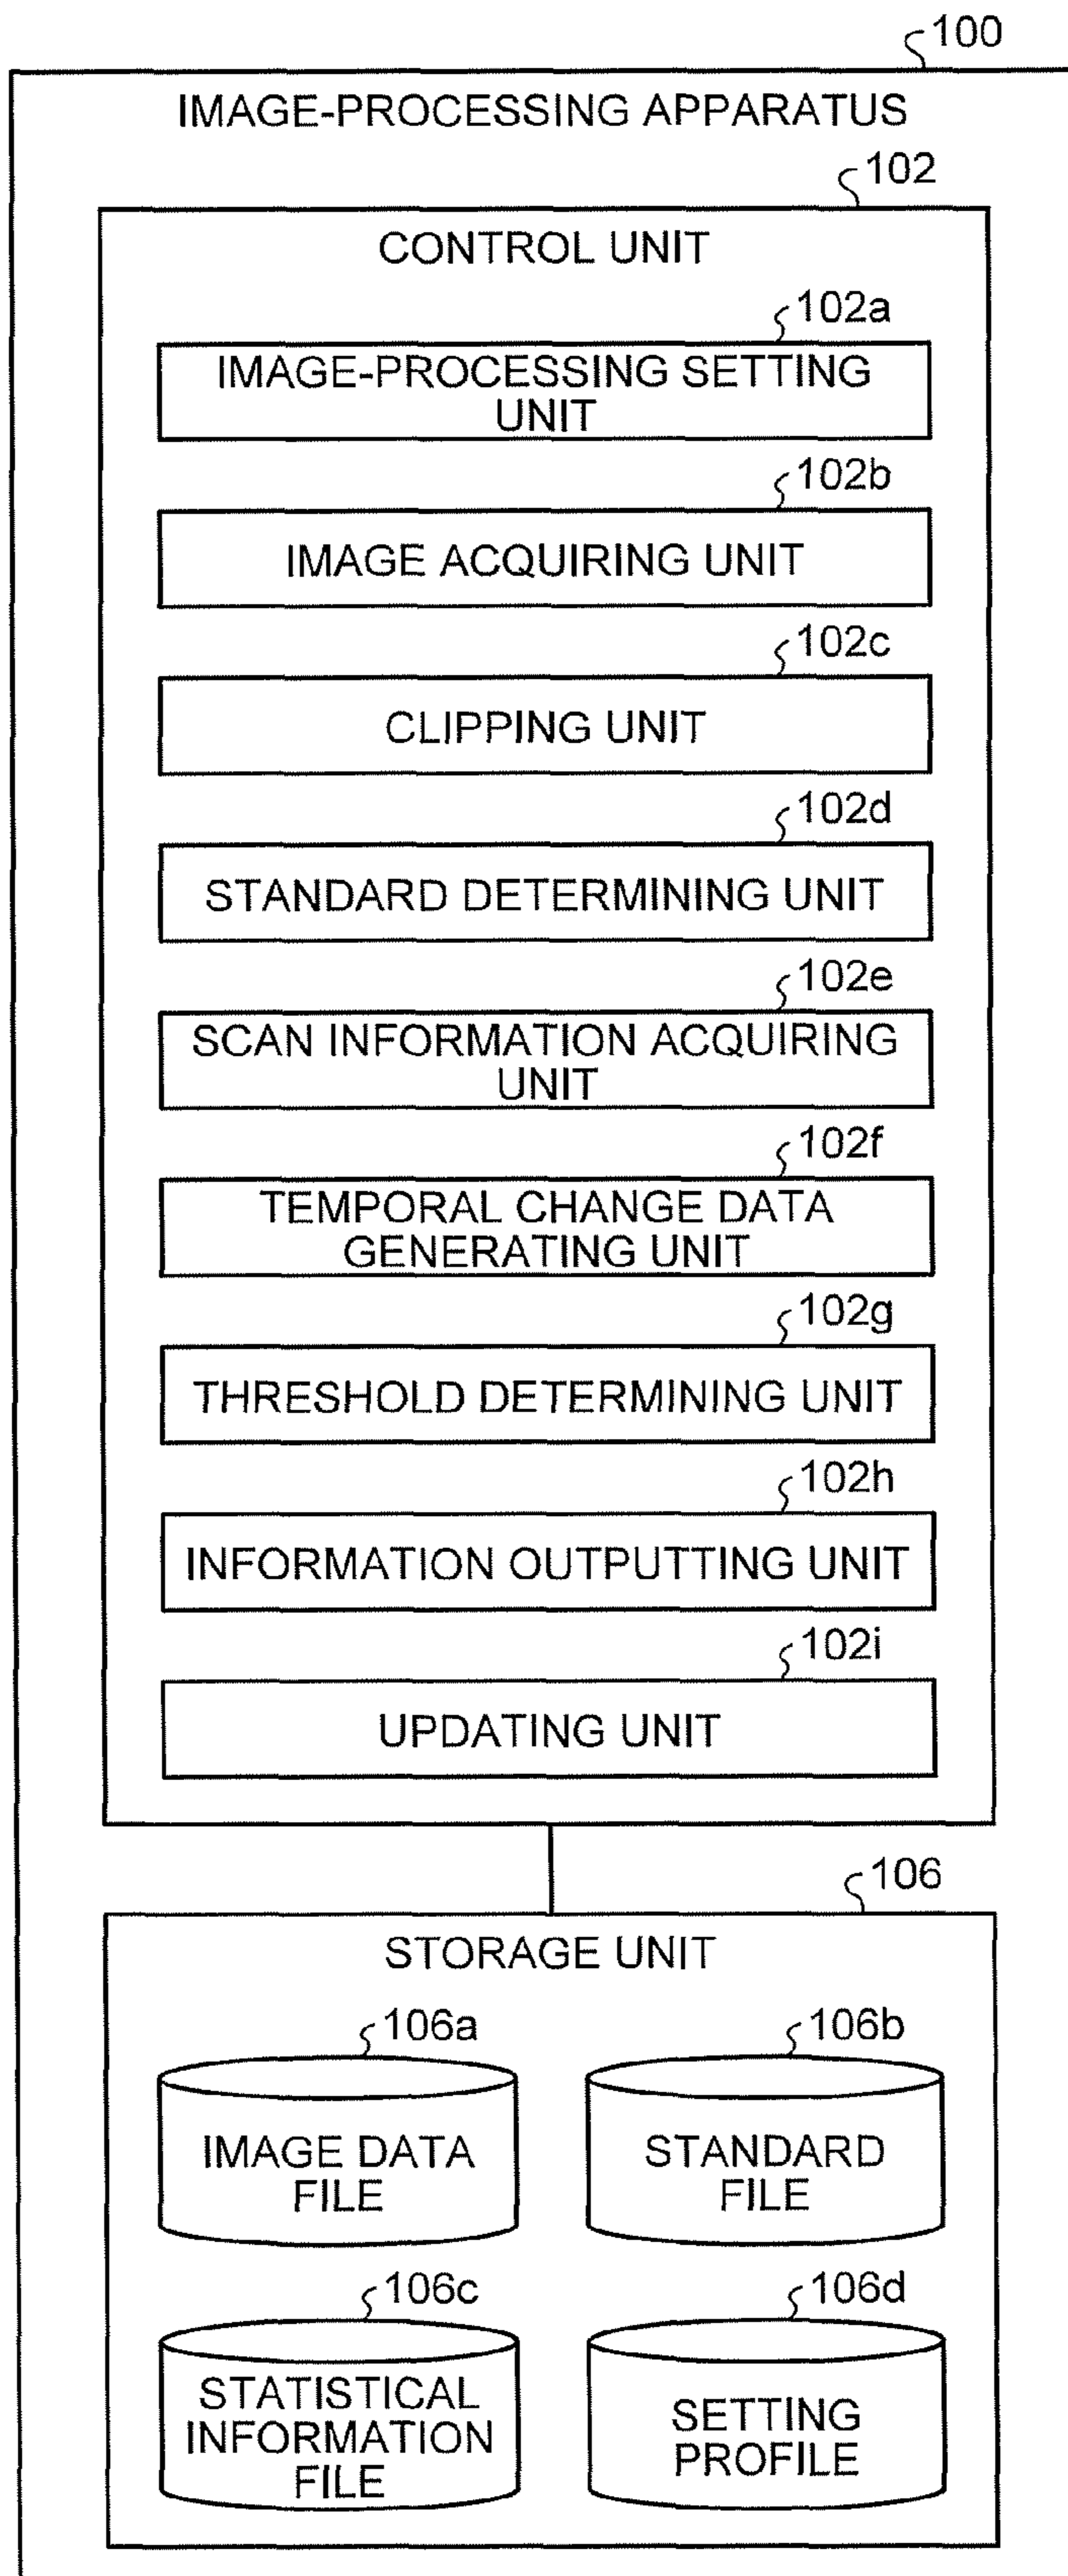 100
IMAGE-PROCESSING APPARATUS
102
CONTROL UNIT
102a
IMAGE-PROCESSING SETTING
UNIT
102b
IMAGE ACQUIRING UNIT
102c
CLIPPING UNIT
102d
STANDARD DETERMINING UNIT
102e
SCAN INFORMATION ACQUIRING
UNIT
102f
TEMPORAL CHANGE DATA
GENERATING UNIT
102g
THRESHOLD DETERMINING UNIT
102h
INFORMATION OUTPUTTING UNIT
102i
UPDATING UNIT
106
STORAGE UNIT
106a
IMAGE DATA
FILE
106b
STANDARD
FILE
106c
STATISTICAL
INFORMATION
FILE
106d
SETTING
PROFILE